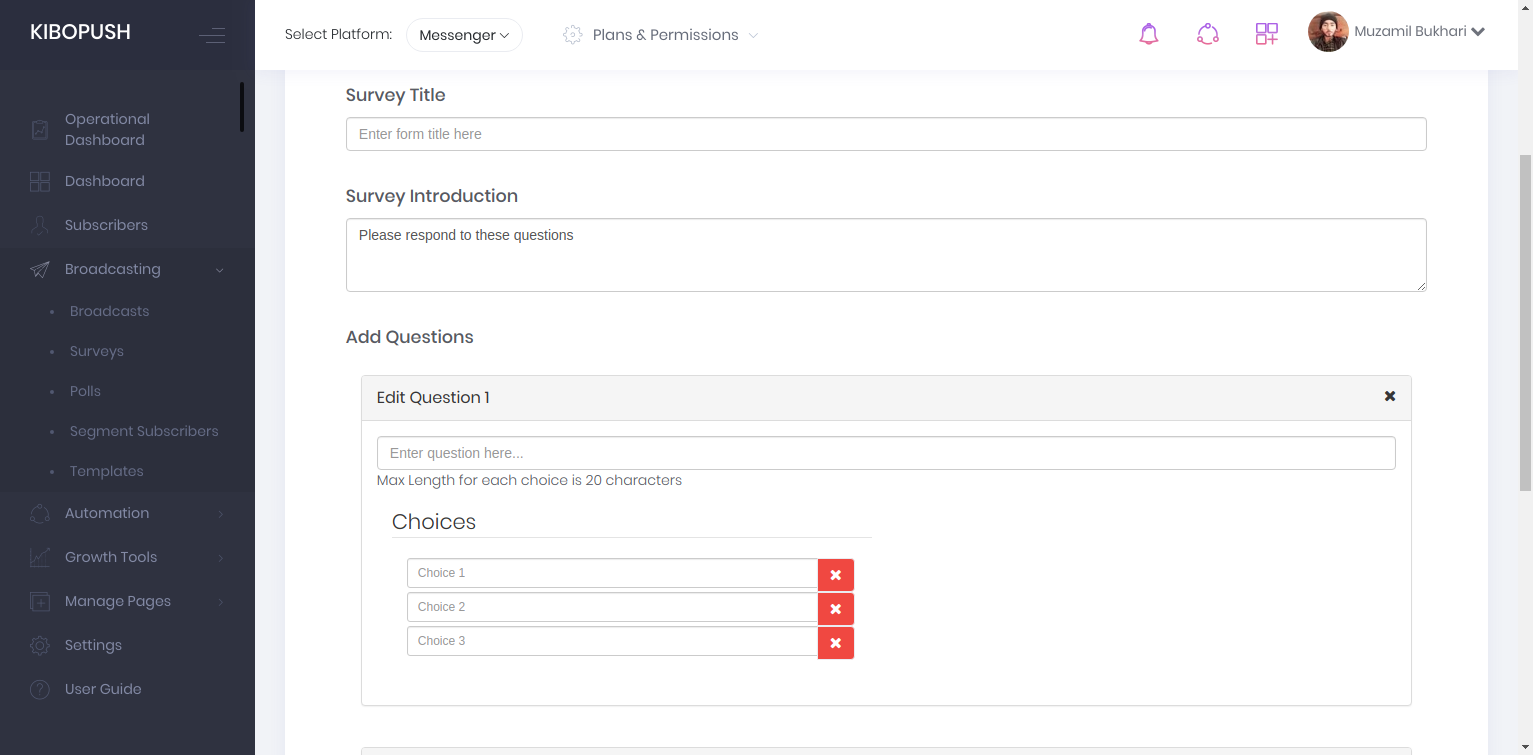 KIBOPUSH
Select Platform: Messenger
Plans & Permissions
Muzamil Bukhari
Operational
Dashboard
Dashboard
Subscribers
Broadcasting
Broadcasts
Surveys
Polls
Segment Subscribers
Templates
Automation
Growth Tools
Manage Pages
Settings
User Guide
Survey Title
Enter form title here
Survey Introduction
Please respond to these questions
Add Questions
Edit Question 1
Enter question here...
Max Length for each choice is 20 characters
Choices
Choice 1
Choice 2
Choice 3